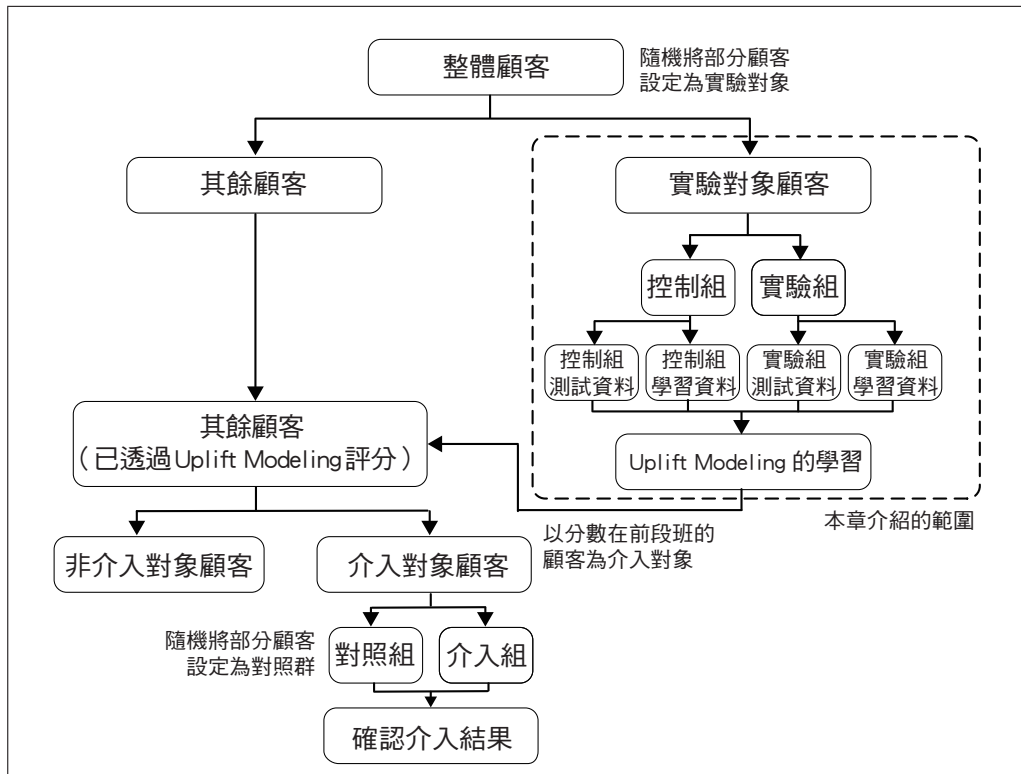 整體顧客
隨機將部分顧客
設定為實驗對象
其餘顧客
實驗對象顧客
控制組
實驗組
控制組
測試資料
控制組
學習資料
實驗組
測試資料
實驗組
學習資料
其餘顧客
(已透過Uplift Modeling評分)
Uplift Modeling 的學習
本章介紹的範圍
以分數在前段班的
顧客為介入對象
非介入對象顧客
介入對象顧客
隨機將部分顧客
設定為對照群
對照組
介入組
確認介入結果